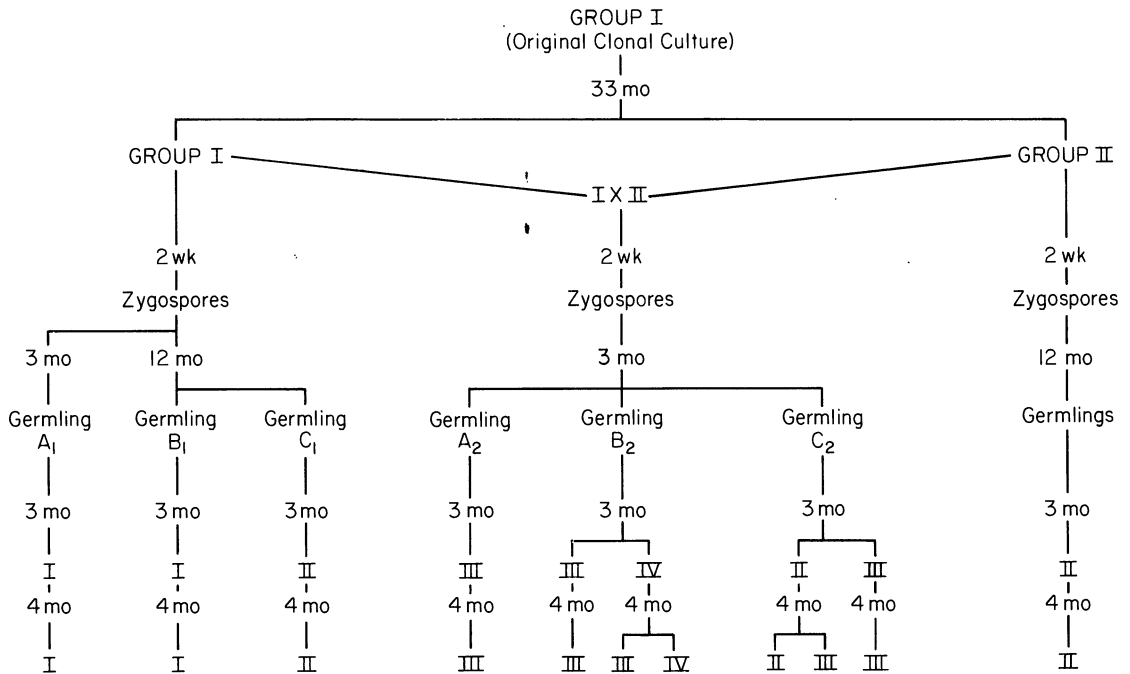 GROUP I
(Original Clonal Culture)
33 mo
GROUP I
GROUP II
I X II
2 wk
2 wk
2 wk
Zygospores
Zygospores
Zygospores
3 mo
12 mo
3 mo
12 mo
Germling A1
Germling B1
Germling C1
Germling A2
Germling B2
Germling C2
Germlings
3 mo
3 mo
3 mo
3 mo
3 mo
3 mo
3 mo
I
I
II
III
III
IV
II
III
II
4 mo
4 mo
4 mo
4 mo
4 mo
4 mo
4 mo
4 mo
4 mo
I
I
II
III
III
III
IV
II
III
III
II